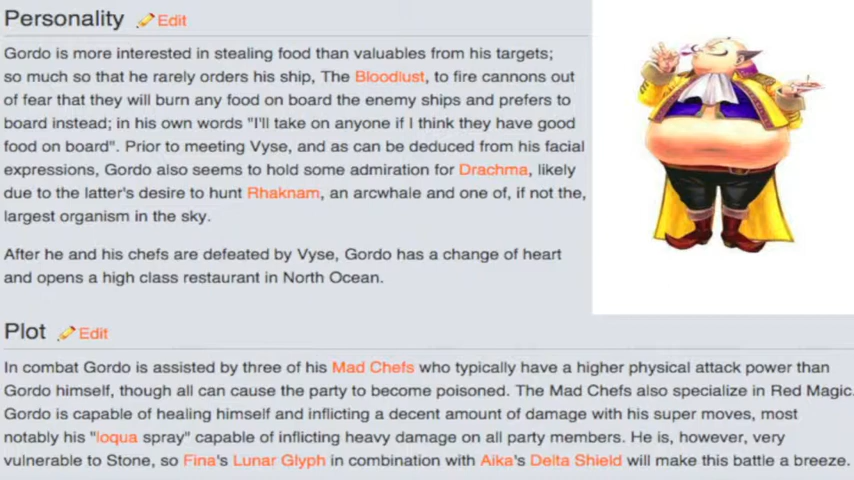 Personality Edit
Gordo is more interested in stealing food than valuables from his targets;
so much so that he rarely orders his ship, The Bloodlust, to fire cannons out
of fear that they will burn any food on board the enemy ships and prefers to
board instead; in his own words "I'll take on anyone if I think they have good
food on board". Prior to meeting Vyse, and as can be deduced from his facial
expressions, Gordo also seems to hold some admiration for Drachma, likely
due to the latter's desire to hunt Rhaknam, an arcwhale and one of, if not the,
largest organism in the sky.
After he and his chefs are defeated by Vyse, Gordo has a change of heart
and opens a high class restaurant in North Ocean.
Plot Edit
In combat Gordo is assisted by three of his Mad Chefs who typically have a higher physical attack power than
Gordo himself, though all can cause the party to become poisoned. The Mad Chefs also specialize in Red Magic.
Gordo is capable of healing himself and inflicting a decent amount of damage with his super moves, most
notably his "loqua spray" capable of inflicting heavy damage on all party members. He is, however, very
vulnerable to Stone, so Fina's Lunar Glyph in combination with Aika's Delta Shield will make this battle a breeze.